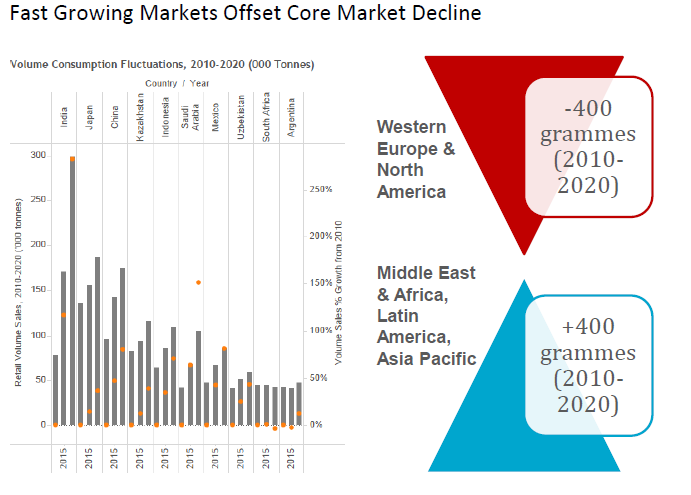 Fast Growing Markets Offset Core Market Decline
Volume Consumption Fluctuations, 2010-2020 (000 Tonnes)
Country / Year
India
Japan
China
Kazakhstan
Indonesia
Saudi
Arabia
Mexico
Uzbekistan
South Africa
Argentina
Retail Volume Sales, 2010-2020 ('000 tonnes)
300
250
200
150
100
50
0
250%
200%
150%
100%
50%
0%
Volume Sales % Growth from 2010
2015
2015
2015
2015
2015
2015
2015
2015
2015
2015
Western
Europe &
North
America
-400
grammes
(2010-
2020)
Middle East
& Africa,
Latin
America,
Asia Pacific
+400
grammes
(2010-
2020)